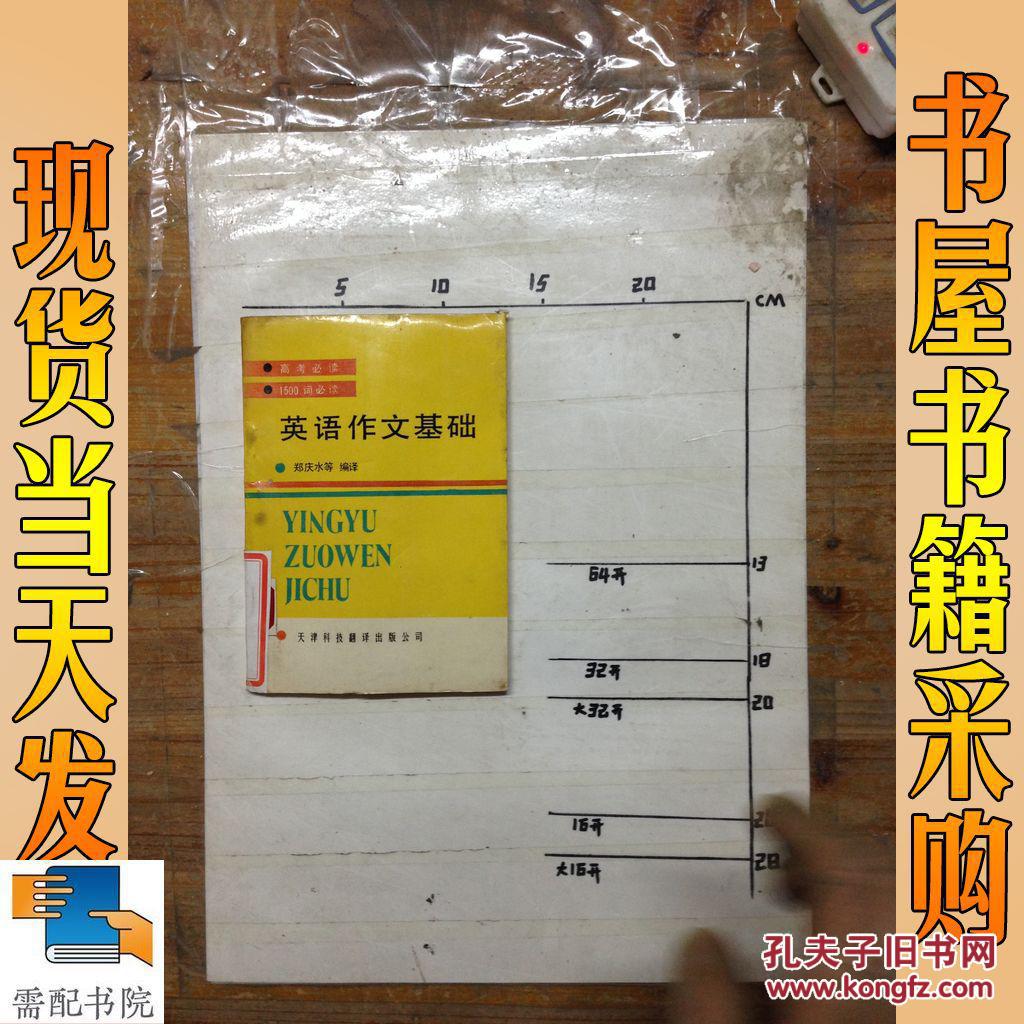 现货当天发
书屋书籍采购
5 10 15 20 CM
高考必读
1500词必读
英语作文基础
郑庆水等 编译
YINGYU
ZUOWEN
JICHU
天津科技翻译出版公司
64开 13
32开 18
大32开 20
16开
大16开 28
需配书院
孔夫子旧书网
www.kongfz.com